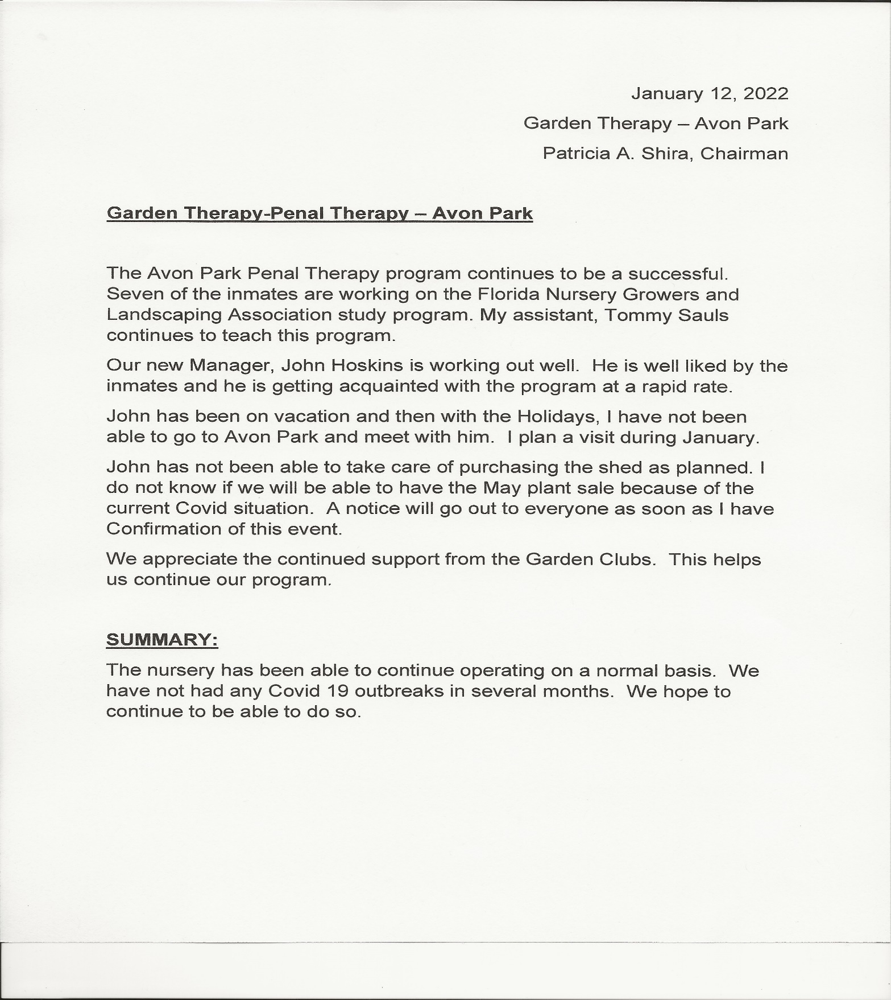 January 12, 2022
Garden Therapy – Avon Park
Patricia A. Shira, Chairman
Garden Therapy-Penal Therapy – Avon Park
The Avon Park Penal Therapy program continues to be a successful.
Seven of the inmates are working on the Florida Nursery Growers and
Landscaping Association study program. My assistant, Tommy Sauls
continues to teach this program.
Our new Manager, John Hoskins is working out well.  He is well liked by the
inmates and he is getting acquainted with the program at a rapid rate.
John has been on vacation and then with the Holidays, I have not been
able to go to Avon Park and meet with him.  I plan a visit during January.
John has not been able to take care of purchasing the shed as planned. I
do not know if we will be able to have the May plant sale because of the
current Covid situation.  A notice will go out to everyone as soon as I have
Confirmation of this event.
We appreciate the continued support from the Garden Clubs.  This helps
us continue our program.
SUMMARY:
The nursery has been able to continue operating on a normal basis.  We
have not had any Covid 19 outbreaks in several months.  We hope to
continue to be able to do so.